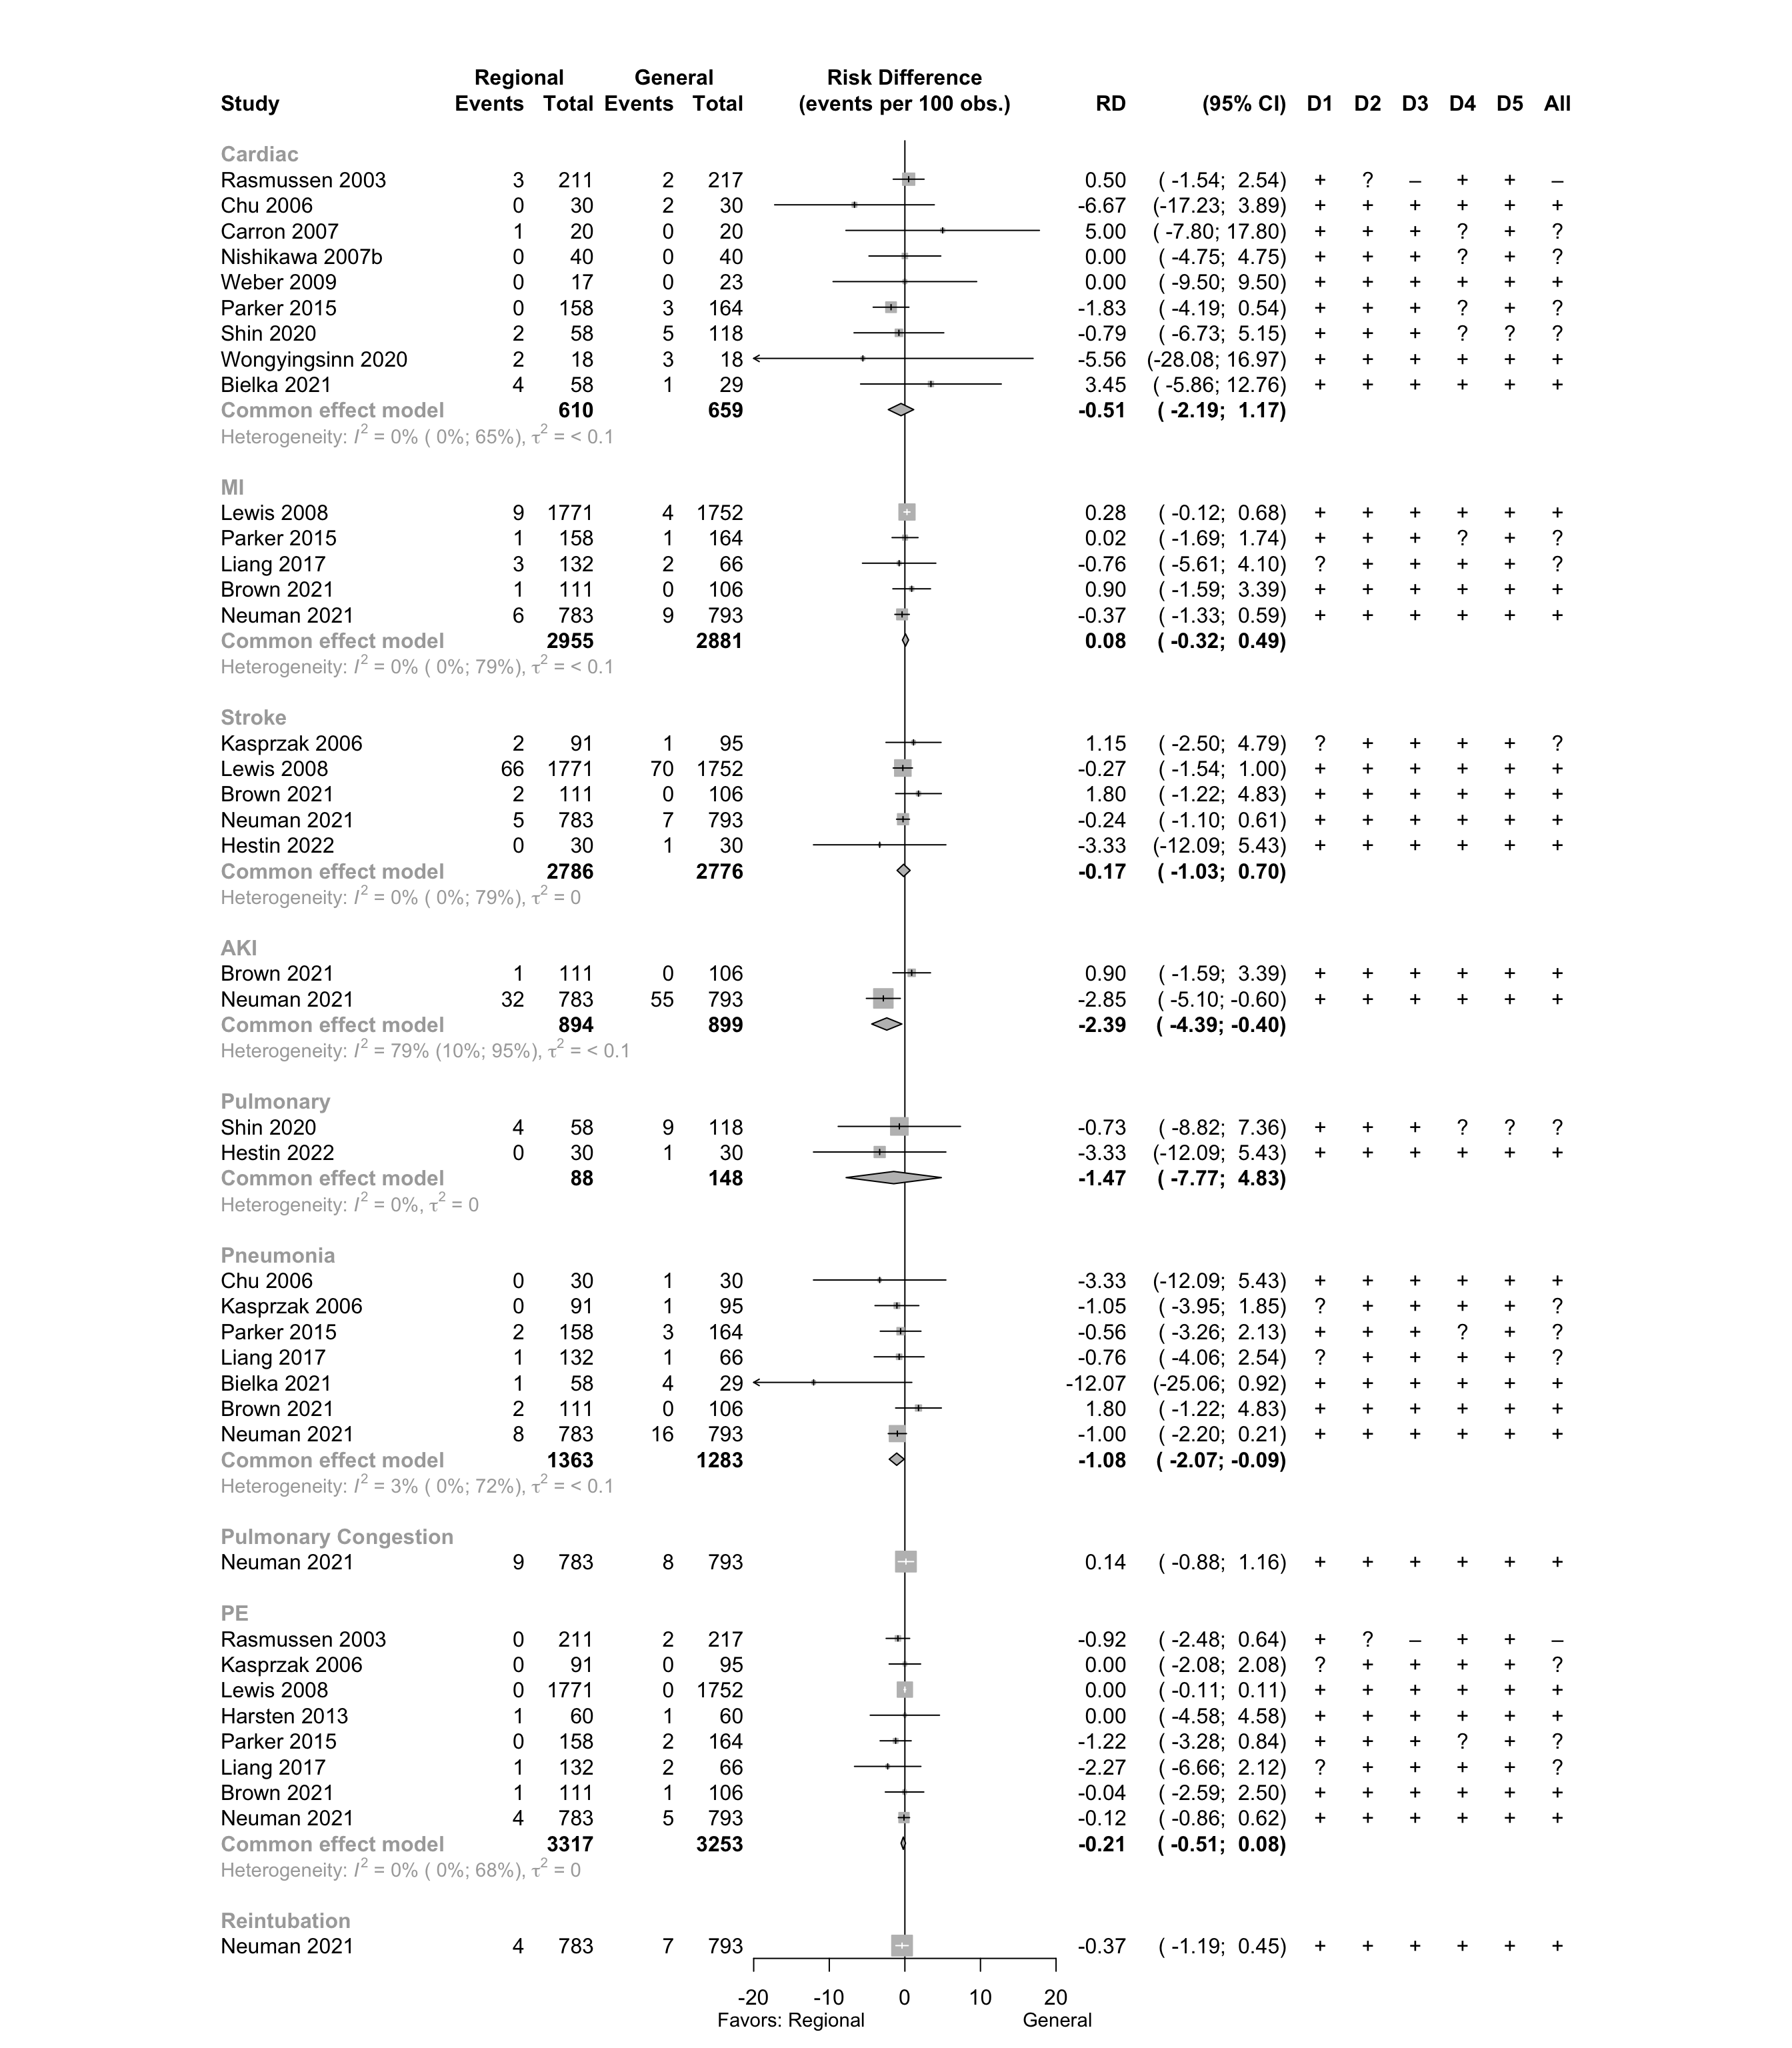 Regional General Risk Difference
Study Events Total Events Total (events per 100 obs.) RD (95% CI) D1 D2 D3 D4 D5 All
Cardiac
Rasmussen 2003 3 211 2 217 0.50 ( -1.54; 2.54) + ? – + + –
Chu 2006 0 30 2 30 -6.67 (-17.23; 3.89) + + + + + +
Carron 2007 1 20 0 20 5.00 ( -7.80; 17.80) + + + ? + ?
Nishikawa 2007b 0 40 0 40 0.00 ( -4.75; 4.75) + + + ? + ?
Weber 2009 0 17 0 23 0.00 ( -9.50; 9.50) + + + + + +
Parker 2015 0 158 3 164 -1.83 ( -4.19; 0.54) + + + ? + ?
Shin 2020 2 58 5 118 -0.79 ( -6.73; 5.15) + + + ? ? ?
Wongyingsinn 2020 2 18 3 18 -5.56 (-28.08; 16.97) + + + + + +
Bielka 2021 4 58 1 29 3.45 ( -5.86; 12.76) + + + + + +
Common effect model 610 659 -0.51 ( -2.19; 1.17)
Heterogeneity: I² = 0% ( 0%; 65%), τ² = < 0.1
MI
Lewis 2008 9 1771 4 1752 0.28 ( -0.12; 0.68) + + + + + +
Parker 2015 1 158 1 164 0.02 ( -1.69; 1.74) + + + ? + ?
Liang 2017 3 132 2 66 -0.76 ( -5.61; 4.10) ? + + + + ?
Brown 2021 1 111 0 106 0.90 ( -1.59; 3.39) + + + + + +
Neuman 2021 6 783 9 793 -0.37 ( -1.33; 0.59) + + + + + +
Common effect model 2955 2881 0.08 ( -0.32; 0.49)
Heterogeneity: I² = 0% ( 0%; 79%), τ² = < 0.1
Stroke
Kasprzak 2006 2 91 1 95 1.15 ( -2.50; 4.79) ? + + + + ?
Lewis 2008 66 1771 70 1752 -0.27 ( -1.54; 1.00) + + + + + +
Brown 2021 2 111 0 106 1.80 ( -1.22; 4.83) + + + + + +
Neuman 2021 5 783 7 793 -0.24 ( -1.10; 0.61) + + + + + +
Hestin 2022 0 30 1 30 -3.33 (-12.09; 5.43) + + + + + +
Common effect model 2786 2776 -0.17 ( -1.03; 0.70)
Heterogeneity: I² = 0% ( 0%; 79%), τ² = 0
AKI
Brown 2021 1 111 0 106 0.90 ( -1.59; 3.39) + + + + + +
Neuman 2021 32 783 55 793 -2.85 ( -5.10; -0.60) + + + + + +
Common effect model 894 899 -2.39 ( -4.39; -0.40)
Heterogeneity: I² = 79% (10%; 95%), τ² = < 0.1
Pulmonary
Shin 2020 4 58 9 118 -0.73 ( -8.82; 7.36) + + + ? ? ?
Hestin 2022 0 30 1 30 -3.33 (-12.09; 5.43) + + + + + +
Common effect model 88 148 -1.47 ( -7.77; 4.83)
Heterogeneity: I² = 0%, τ² = 0
Pneumonia
Chu 2006 0 30 1 30 -3.33 (-12.09; 5.43) + + + + + +
Kasprzak 2006 0 91 1 95 -1.05 ( -3.95; 1.85) ? + + + + ?
Parker 2015 2 158 3 164 -0.56 ( -3.26; 2.13) + + + ? + ?
Liang 2017 1 132 1 66 -0.76 ( -4.06; 2.54) ? + + + + ?
Bielka 2021 1 58 4 29 -12.07 (-25.06; 0.92) + + + + + +
Brown 2021 2 111 0 106 1.80 ( -1.22; 4.83) + + + + + +
Neuman 2021 8 783 16 793 -1.00 ( -2.20; 0.21) + + + + + +
Common effect model 1363 1283 -1.08 ( -2.07; -0.09)
Heterogeneity: I² = 3% ( 0%; 72%), τ² = < 0.1
Pulmonary Congestion
Neuman 2021 9 783 8 793 0.14 ( -0.88; 1.16) + + + + + +
PE
Rasmussen 2003 0 211 2 217 -0.92 ( -2.48; 0.64) + ? – + + –
Kasprzak 2006 0 91 0 95 0.00 ( -2.08; 2.08) ? + + + + ?
Lewis 2008 0 1771 0 1752 0.00 ( -0.11; 0.11) + + + + + +
Harsten 2013 1 60 1 60 0.00 ( -4.58; 4.58) + + + + + +
Parker 2015 0 158 2 164 -1.22 ( -3.28; 0.84) + + + ? + ?
Liang 2017 1 132 2 66 -2.27 ( -6.66; 2.12) ? + + + + ?
Brown 2021 1 111 1 106 -0.04 ( -2.59; 2.50) + + + + + +
Neuman 2021 4 783 5 793 -0.12 ( -0.86; 0.62) + + + + + +
Common effect model 3317 3253 -0.21 ( -0.51; 0.08)
Heterogeneity: I² = 0% ( 0%; 68%), τ² = 0
Reintubation
Neuman 2021 4 783 7 793 -0.37 ( -1.19; 0.45) + + + + + +
-20 -10 0 10 20
Favors: Regional General